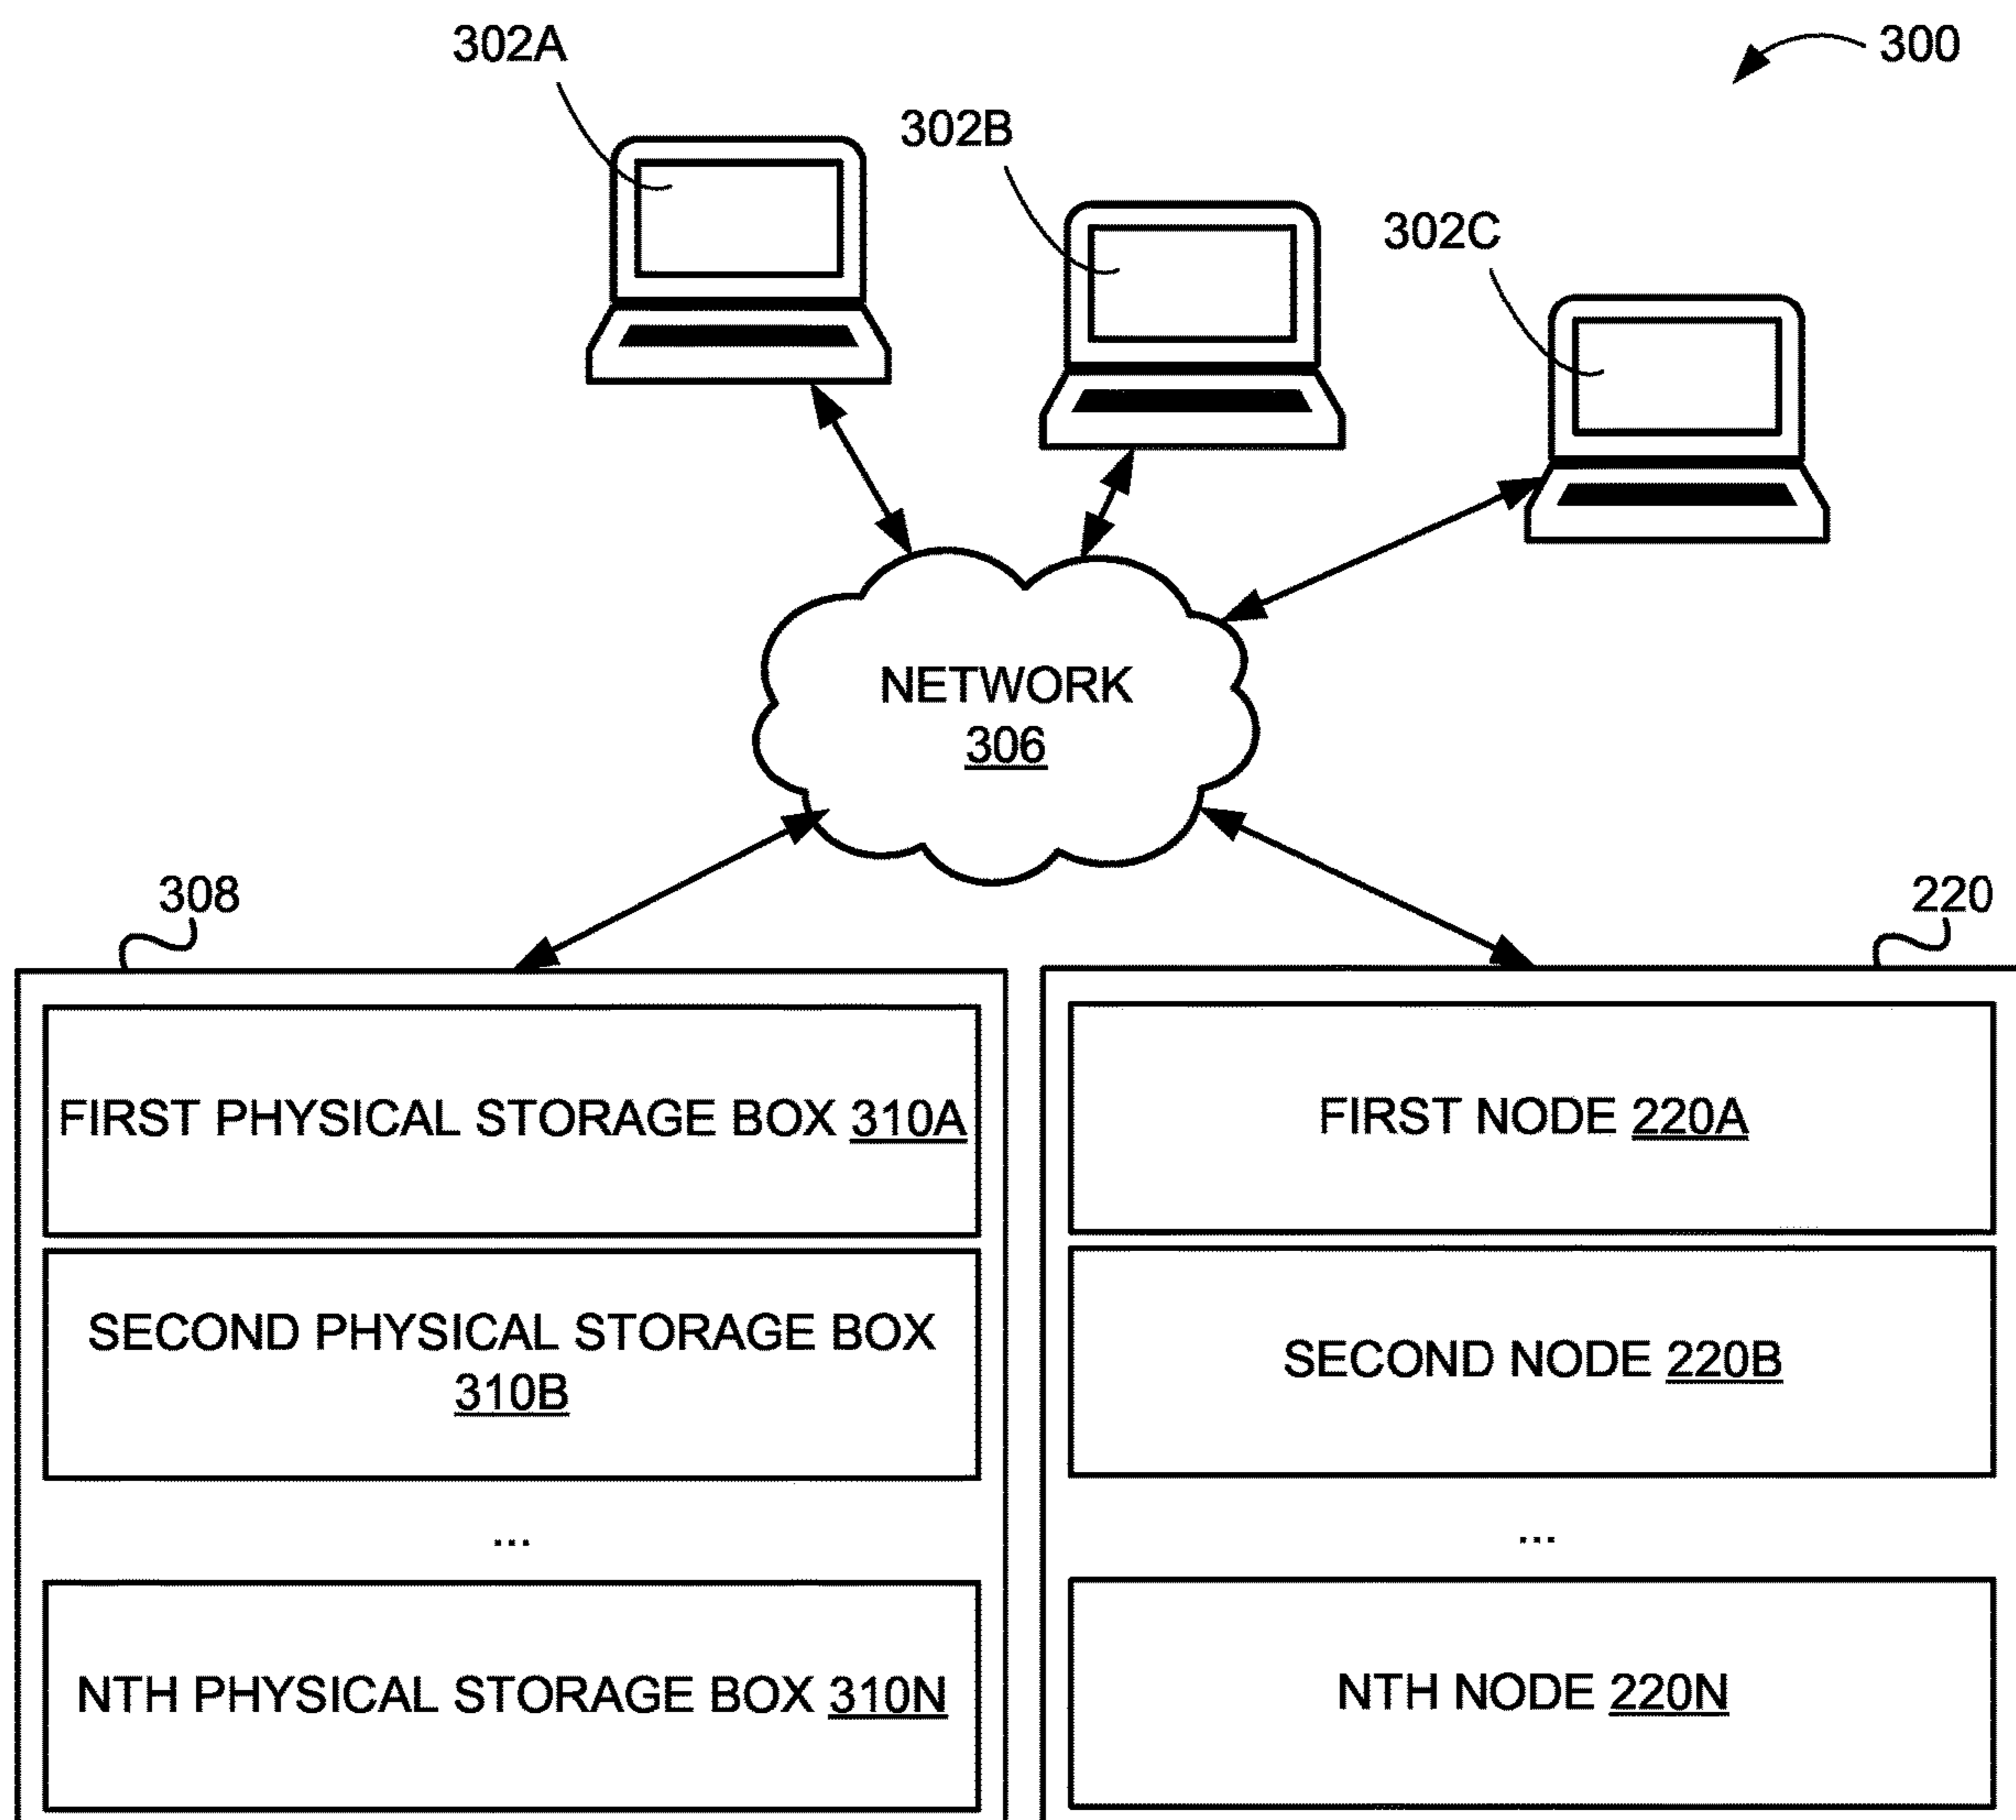 300
302A
302B
302C
NETWORK
306
308
FIRST PHYSICAL STORAGE BOX 310A
SECOND PHYSICAL STORAGE BOX
310B
...
NTH PHYSICAL STORAGE BOX 310N
220
FIRST NODE 220A
SECOND NODE 220B
...
NTH NODE 220N